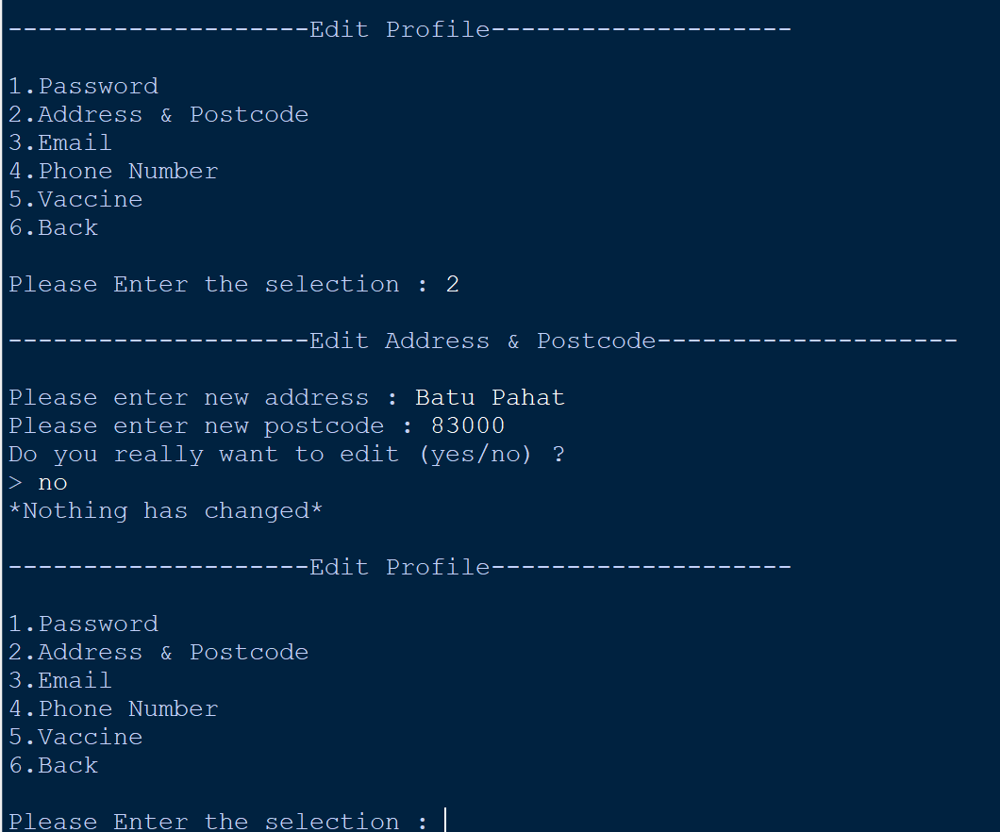 --------------------Edit Profile--------------------
1.Password
2.Address & Postcode
3.Email
4.Phone Number
5.Vaccine
6.Back
Please Enter the selection : 2
--------------------Edit Address & Postcode--------------------
Please enter new address : Batu Pahat
Please enter new postcode : 83000
Do you really want to edit (yes/no) ?
> no
*Nothing has changed*
--------------------Edit Profile--------------------
1.Password
2.Address & Postcode
3.Email
4.Phone Number
5.Vaccine
6.Back
Please Enter the selection :